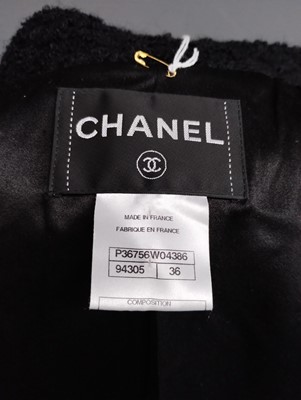 CHANEL
MADE IN FRANCE
FABRIQUE EN FRANCE
P36756W04386
94305 36
COMPOSITION